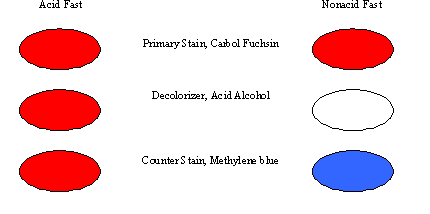 Acid Fast
Nonacid Fast
Primary Stain, Carbol Fuchsin
Decolorizer, Acid Alcohol
Counter Stain, Methylene blue